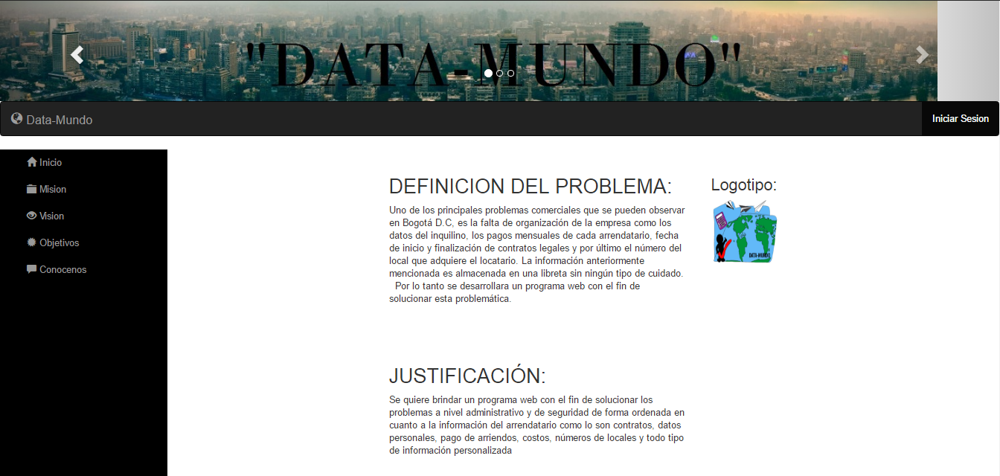 "DATA-MUNDO"
Data-Mundo
Iniciar Sesion
Inicio
Mision
Vision
Objetivos
Conocenos
DEFINICION DEL PROBLEMA:
Uno de los principales problemas comerciales que se pueden observar
en Bogotá D.C, es la falta de organización de la empresa como los
datos del inquilino, los pagos mensuales de cada arrendatario, fecha
de inicio y finalización de contratos legales y por último el número del
local que adquiere el locatario. La información anteriormente
mencionada es almacenada en una libreta sin ningún tipo de cuidado.
Por lo tanto se desarrollara un programa web con el fin de
solucionar esta problemática.
Logotipo:
DATA-MUNDO
JUSTIFICACIÓN:
Se quiere brindar un programa web con el fin de solucionar los
problemas a nivel administrativo y de seguridad de forma ordenada en
cuanto a la información del arrendatario como lo son contratos, datos
personales, pago de arriendos, costos, números de locales y todo tipo
de información personalizada